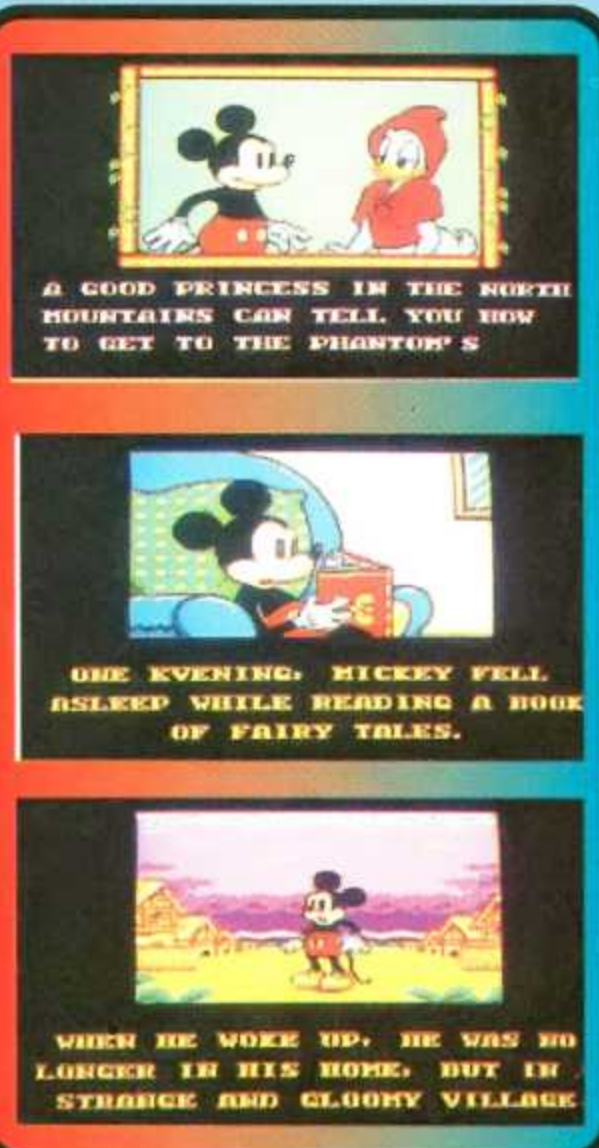 A GOOD PRINCESS IN THE NORTH
MOUNTAINS CAN TELL YOU HOW
TO GET TO THE PHANTOM'S
ONE EVENING, MICKEY FELL
ASLEEP WHILE READING A BOOK
OF FAIRY TALES.
WHEN HE WOKE UP, HE WAS NO
LONGER IN HIS HOME, BUT IN
STRANGE AND GLOOMY VILLAGE